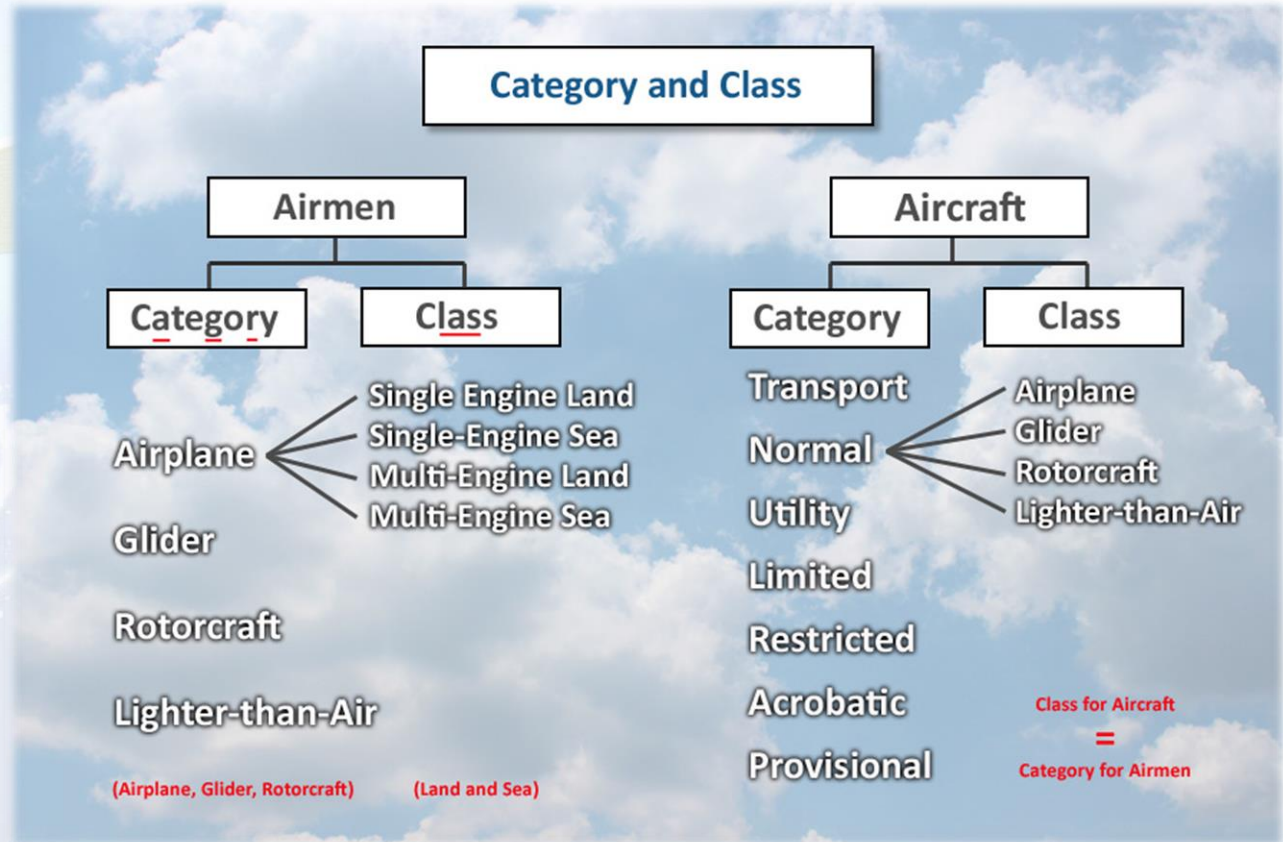 Category and Class
Airmen
Category
Class
Airplane
Glider
Rotorcraft
Lighter-than-Air
Single Engine Land
Single-Engine Sea
Multi-Engine Land
Multi-Engine Sea
(Airplane, Glider, Rotorcraft)
(Land and Sea)
Aircraft
Category
Class
Transport
Normal
Utility
Limited
Restricted
Acrobatic
Provisional
Airplane
Glider
Rotorcraft
Lighter-than-Air
Class for Aircraft
=
Category for Airmen